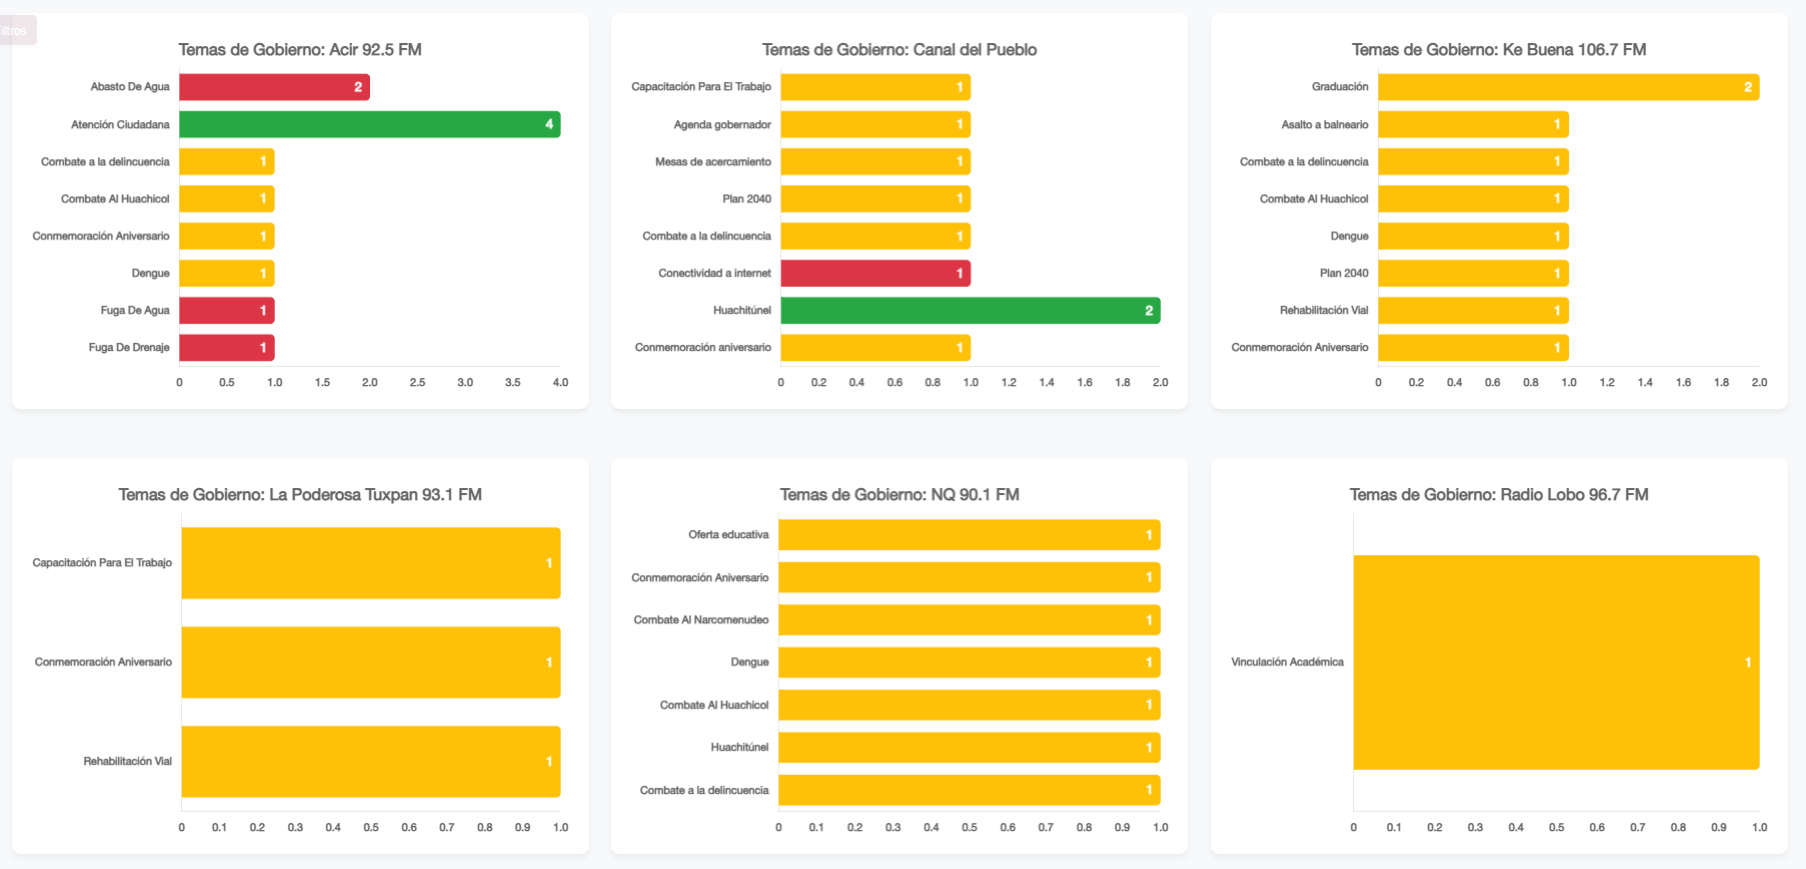 iltros
Temas de Gobierno: Acir 92.5 FM
Abasto De Agua 2
Atención Ciudadana 4
Combate a la delincuencia 1
Combate Al Huachicol 1
Conmemoración Aniversario 1
Dengue 1
Fuga De Agua 1
Fuga De Drenaje 1
0 0.5 1.0 1.5 2.0 2.5 3.0 3.5 4.0
Temas de Gobierno: Canal del Pueblo
Capacitación Para El Trabajo 1
Agenda gobernador 1
Mesas de acercamiento 1
Plan 2040 1
Combate a la delincuencia 1
Conectividad a internet 1
Huachitúnel 2
Conmemoración aniversario 1
0 0.2 0.4 0.6 0.8 1.0 1.2 1.4 1.6 1.8 2.0
Temas de Gobierno: Ke Buena 106.7 FM
Graduación 2
Asalto a balneario 1
Combate a la delincuencia 1
Combate Al Huachicol 1
Dengue 1
Plan 2040 1
Rehabilitación Vial 1
Conmemoración Aniversario 1
0 0.2 0.4 0.6 0.8 1.0 1.2 1.4 1.6 1.8 2.0
Temas de Gobierno: La Poderosa Tuxpan 93.1 FM
Capacitación Para El Trabajo 1
Conmemoración Aniversario 1
Rehabilitación Vial 1
0 0.1 0.2 0.3 0.4 0.5 0.6 0.7 0.8 0.9 1.0
Temas de Gobierno: NQ 90.1 FM
Oferta educativa 1
Conmemoración Aniversario 1
Combate Al Narcomenudeo 1
Dengue 1
Combate Al Huachicol 1
Huachitúnel 1
Combate a la delincuencia 1
0 0.1 0.2 0.3 0.4 0.5 0.6 0.7 0.8 0.9 1.0
Temas de Gobierno: Radio Lobo 96.7 FM
Vinculación Académica 1
0 0.1 0.2 0.3 0.4 0.5 0.6 0.7 0.8 0.9 1.0